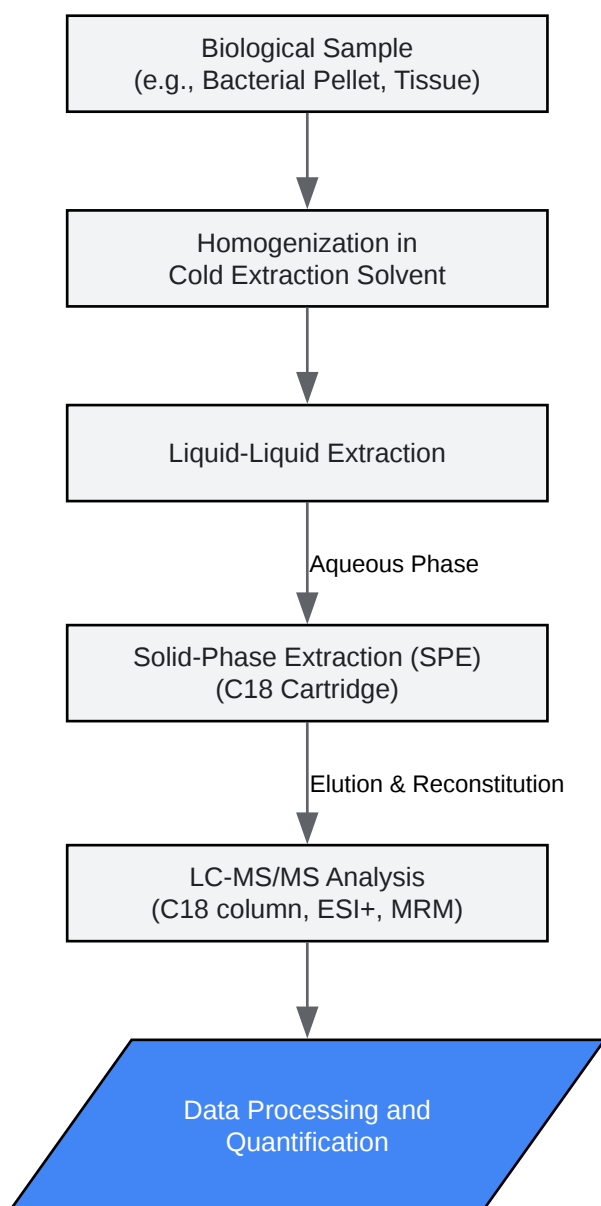 Biological Sample
(e.g., Bacterial Pellet, Tissue)
Homogenization in
Cold Extraction Solvent
Liquid-Liquid Extraction
Aqueous Phase
Solid-Phase Extraction (SPE)
(C18 Cartridge)
Elution & Reconstitution
LC-MS/MS Analysis
(C18 column, ESI+, MRM)
Data Processing and
Quantification